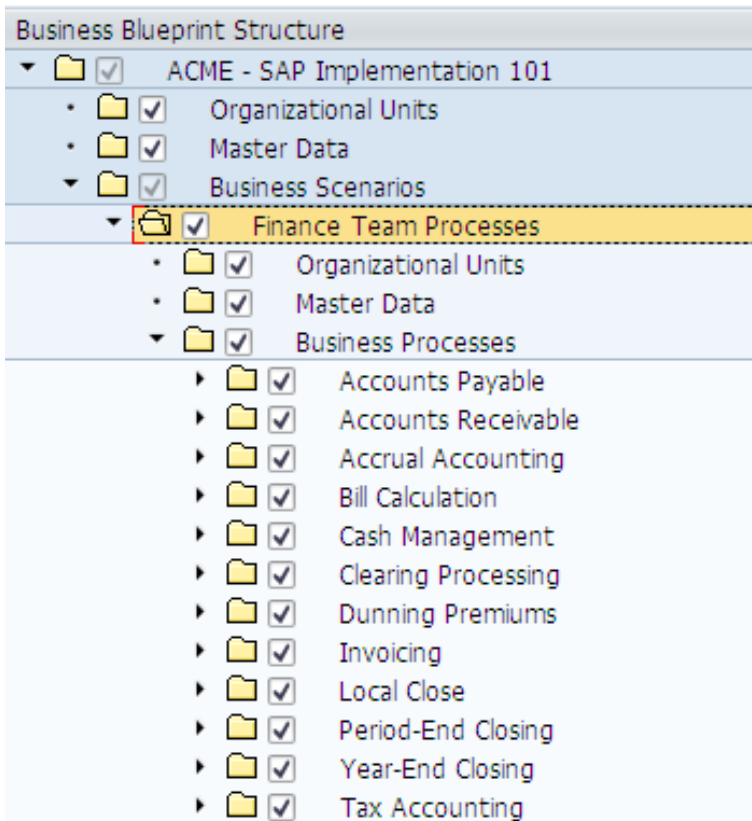 Business Blueprint Structure
ACME - SAP Implementation 101
Organizational Units
Master Data
Business Scenarios
Finance Team Processes
Organizational Units
Master Data
Business Processes
Accounts Payable
Accounts Receivable
Accrual Accounting
Bill Calculation
Cash Management
Clearing Processing
Dunning Premiums
Invoicing
Local Close
Period-End Closing
Year-End Closing
Tax Accounting